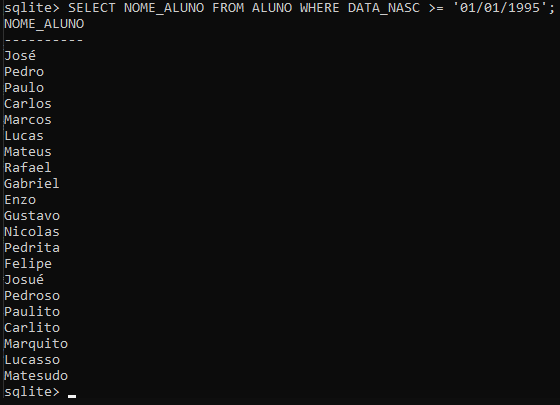 sqlite> SELECT NOME_ALUNO FROM ALUNO WHERE DATA_NASC >= '01/01/1995';
NOME_ALUNO
----------
José
Pedro
Paulo
Carlos
Marcos
Lucas
Mateus
Rafael
Gabriel
Enzo
Gustavo
Nicolas
Pedrita
Felipe
Josué
Pedroso
Paulito
Carlito
Marquito
Lucasso
Matesudo
sqlite>